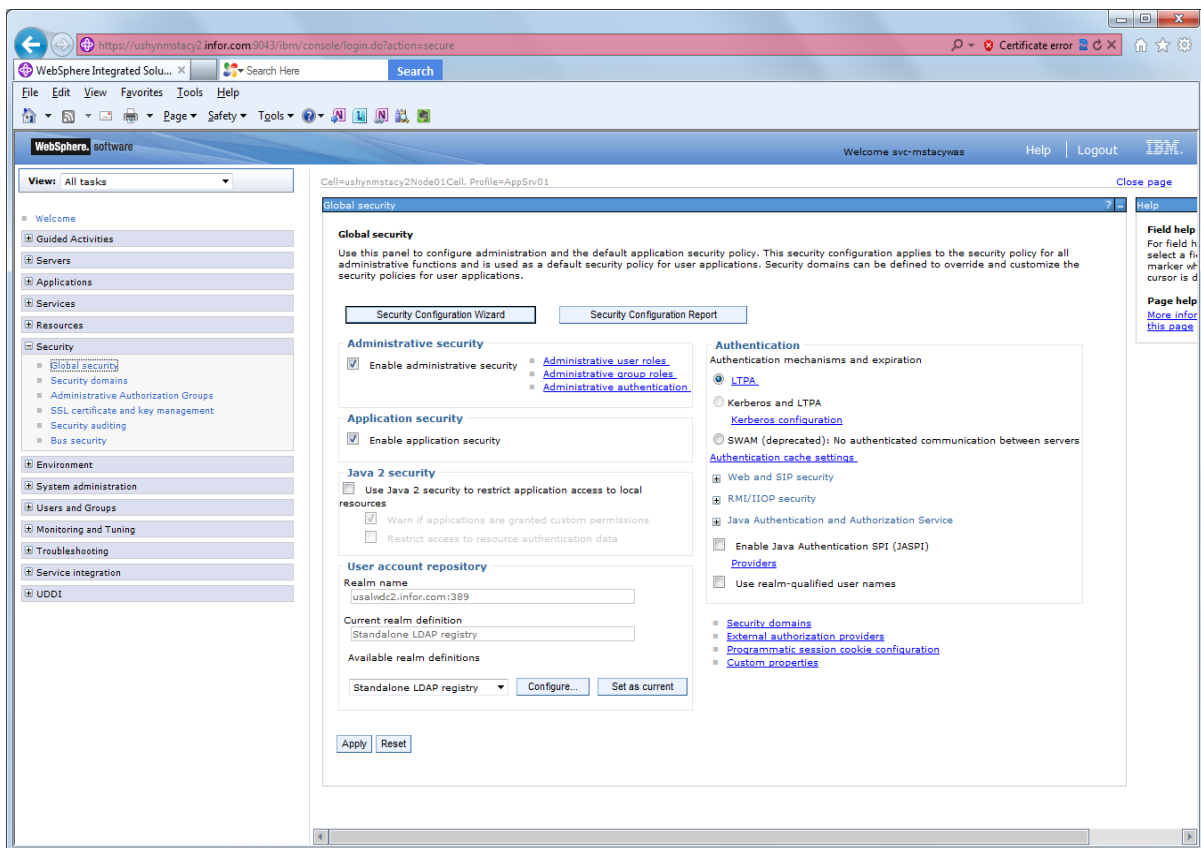 https://ushynmstacy2.infor.com:9043/ibm/console/login.do?action=secure
Certificate error
WebSphere Integrated Solu...
Search Here
Search
File Edit View Favorites Tools Help
Page Safety Tools
WebSphere. software
Welcome svc-mstacywas
Help
Logout
IBM.
View: All tasks
Welcome
Guided Activities
Servers
Applications
Services
Resources
Security
Global security
Security domains
Administrative Authorization Groups
SSL certificate and key management
Security auditing
Bus security
Environment
System administration
Users and Groups
Monitoring and Tuning
Troubleshooting
Service integration
UDDI
Cell=ushynmstacy2Node01Cell, Profile=AppSrv01
Close page
Global security
? -
Global security
Use this panel to configure administration and the default application security policy. This security configuration applies to the security policy for all
administrative functions and is used as a default security policy for user applications. Security domains can be defined to override and customize the
security policies for user applications.
Security Configuration Wizard
Security Configuration Report
Administrative security
Enable administrative security
Administrative user roles
Administrative group roles
Administrative authentication
Application security
Enable application security
Java 2 security
Use Java 2 security to restrict application access to local
resources
Warn if applications are granted custom permissions
Restrict access to resource authentication data
User account repository
Realm name
usalwdc2.infor.com:389
Current realm definition
Standalone LDAP registry
Available realm definitions
Standalone LDAP registry
Configure...
Set as current
Apply
Reset
Authentication
Authentication mechanisms and expiration
LTPA
Kerberos and LTPA
Kerberos configuration
SWAM (deprecated): No authenticated communication between servers
Authentication cache settings
Web and SIP security
RMI/IIOP security
Java Authentication and Authorization Service
Enable Java Authentication SPI (JASPI)
Providers
Use realm-qualified user names
Security domains
External authorization providers
Programmatic session cookie configuration
Custom properties
Help
Field help
For field h
select a fi
marker wh
cursor is d
Page help
More infor
this page